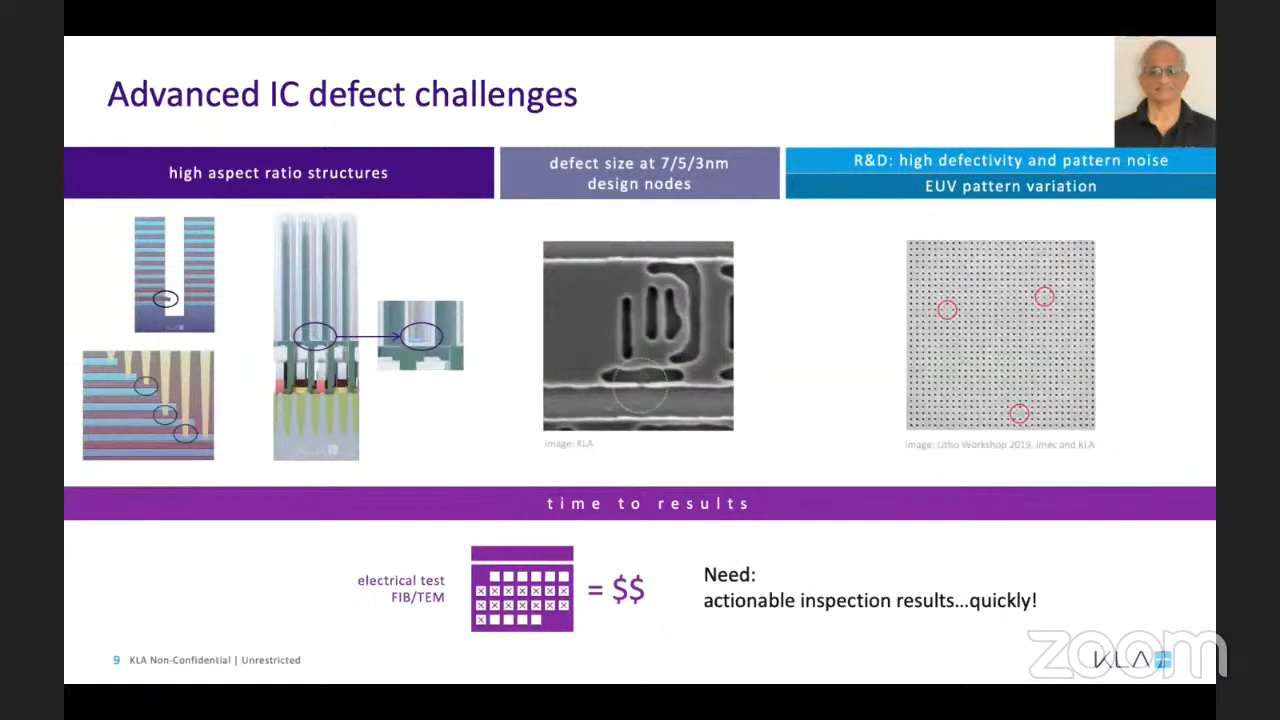 Advanced IC defect challenges
high aspect ratio structures
defect size at 7/5/3nm
design nodes
R&D: high defectivity and pattern noise
EUV pattern variation
image: KLA
image: Litho Workshop 2019, imec and KLA
time to results
electrical test
FIB/TEM
= $$
Need:
actionable inspection results...quickly!
9 KLA Non-Confidential | Unrestricted
KLA
zoom